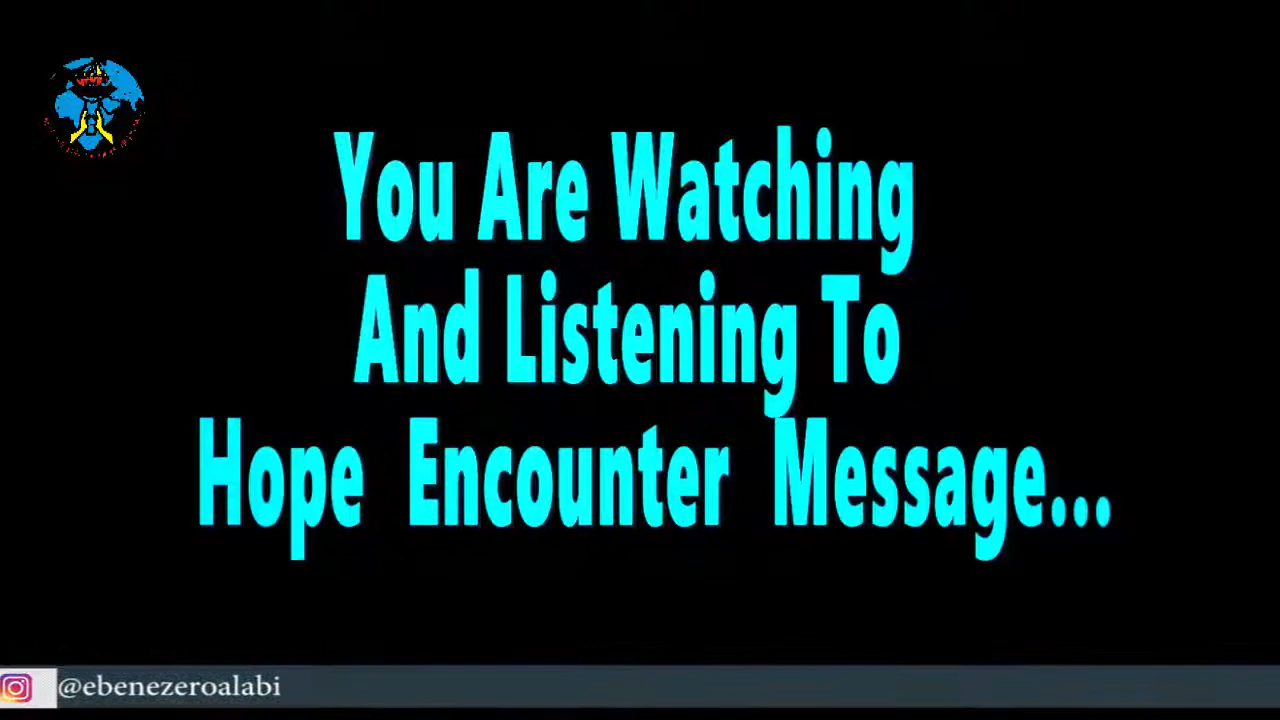 You Are Watching
And Listening To
Hope Encounter Message...
@ebenezeroalabi